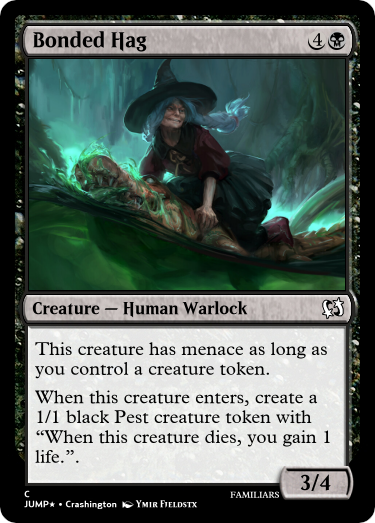 Bonded Hag 4
Creature — Human Warlock
This creature has menace as long as
you control a creature token.
When this creature enters, create a
1/1 black Pest creature token with
“When this creature dies, you gain 1
life.”.
3/4
C
FAMILIARS
JUMP★ • Crashington Ymir Fieldstx